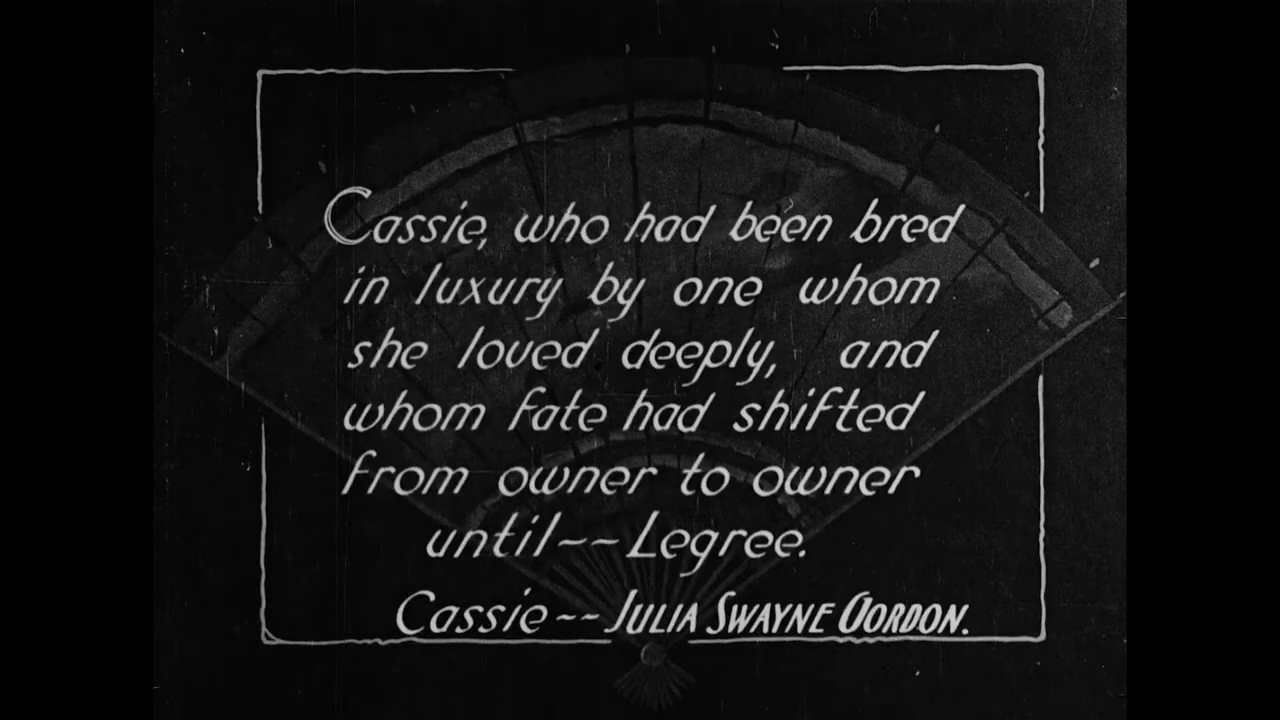 Cassie, who had been bred
in luxury by one whom
she loved deeply, and
whom fate had shifted
from owner to owner
until--Legree.
Cassie--JULIA SWAYNE GORDON.